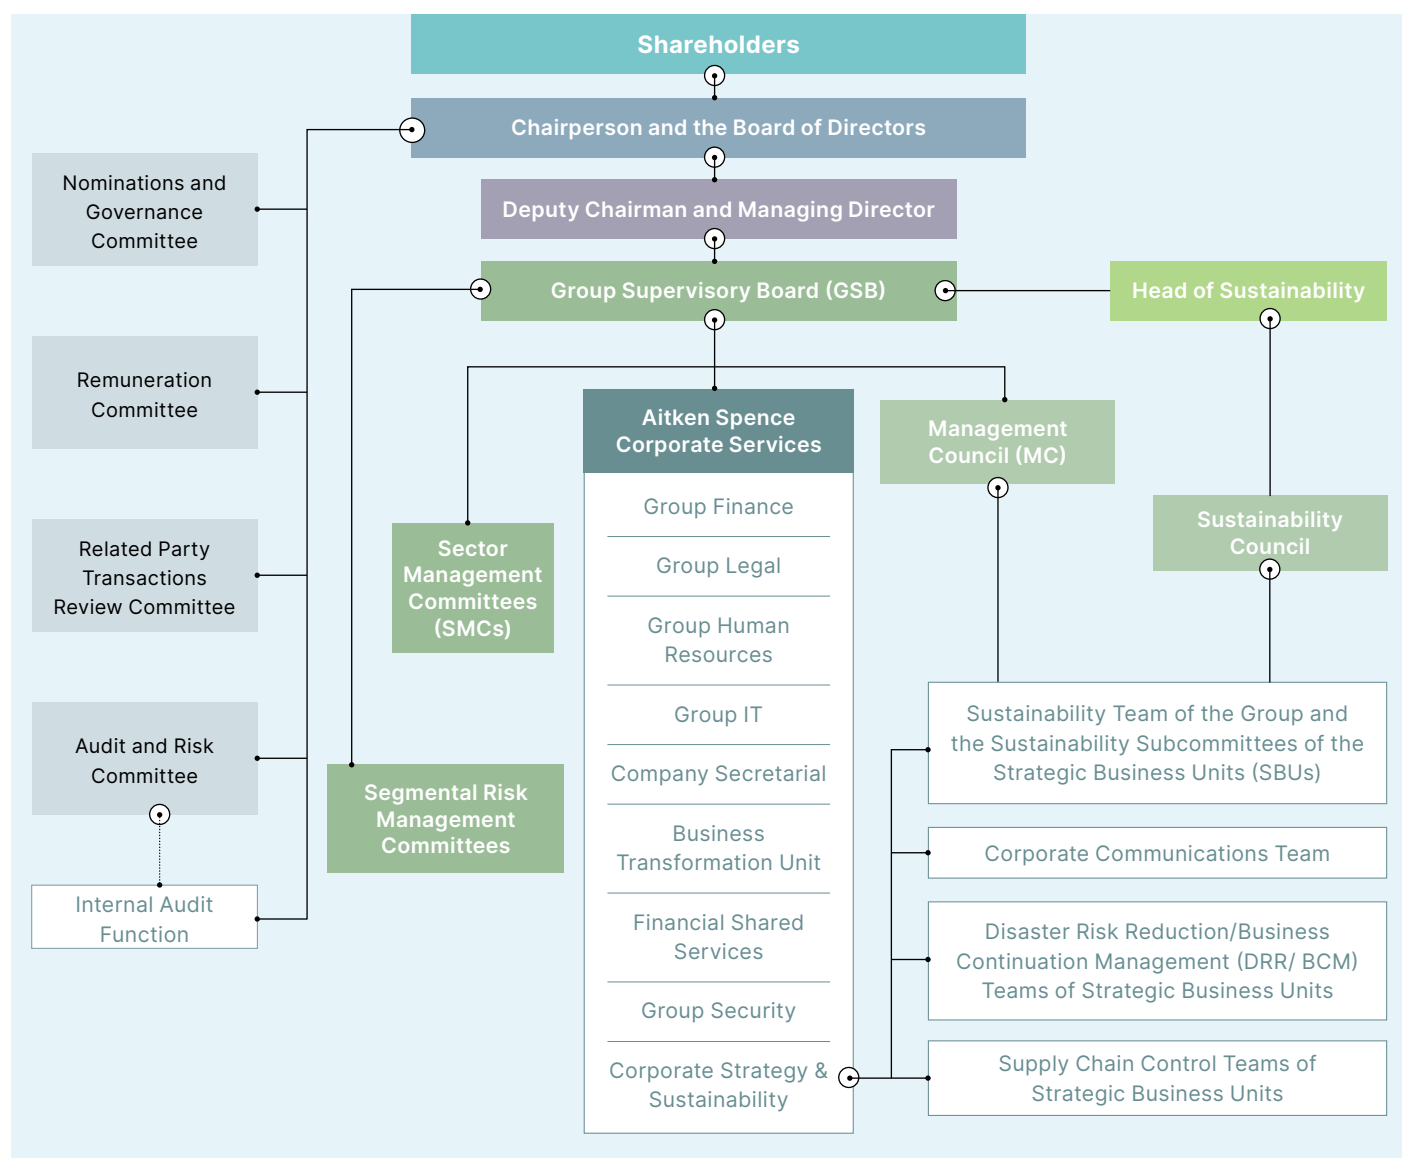 Shareholders
Chairperson and the Board of Directors
Deputy Chairman and Managing Director
Group Supervisory Board (GSB)
Head of Sustainability
Nominations and
Governance
Committee
Remuneration
Committee
Related Party
Transactions
Review Committee
Audit and Risk
Committee
Internal Audit
Function
Sector
Management
Committees
(SMCs)
Segmental Risk
Management
Committees
Aitken Spence
Corporate Services
Group Finance
Group Legal
Group Human
Resources
Group IT
Company Secretarial
Business
Transformation Unit
Financial Shared
Services
Group Security
Corporate Strategy &
Sustainability
Management
Council (MC)
Sustainability
Council
Sustainability Team of the Group and
the Sustainability Subcommittees of the
Strategic Business Units (SBUs)
Corporate Communications Team
Disaster Risk Reduction/Business
Continuation Management (DRR/ BCM)
Teams of Strategic Business Units
Supply Chain Control Teams of
Strategic Business Units